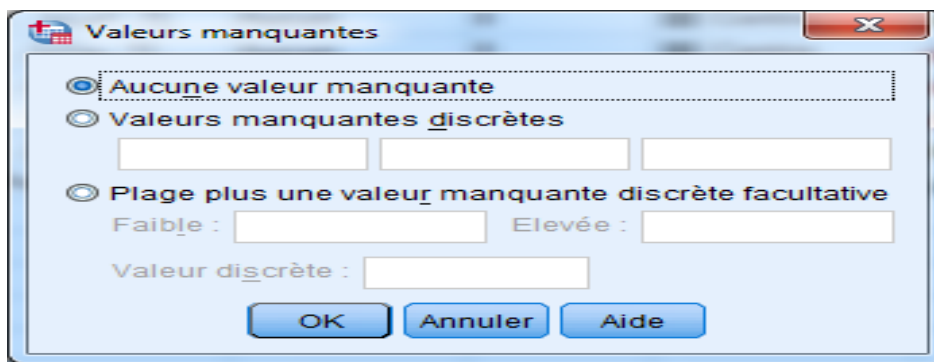 Valeurs manquantes
Aucune valeur manquante
Valeurs manquantes discrètes
Plage plus une valeur manquante discrète facultative
Faible : Elevée :
Valeur discrète :
OK Annuler Aide